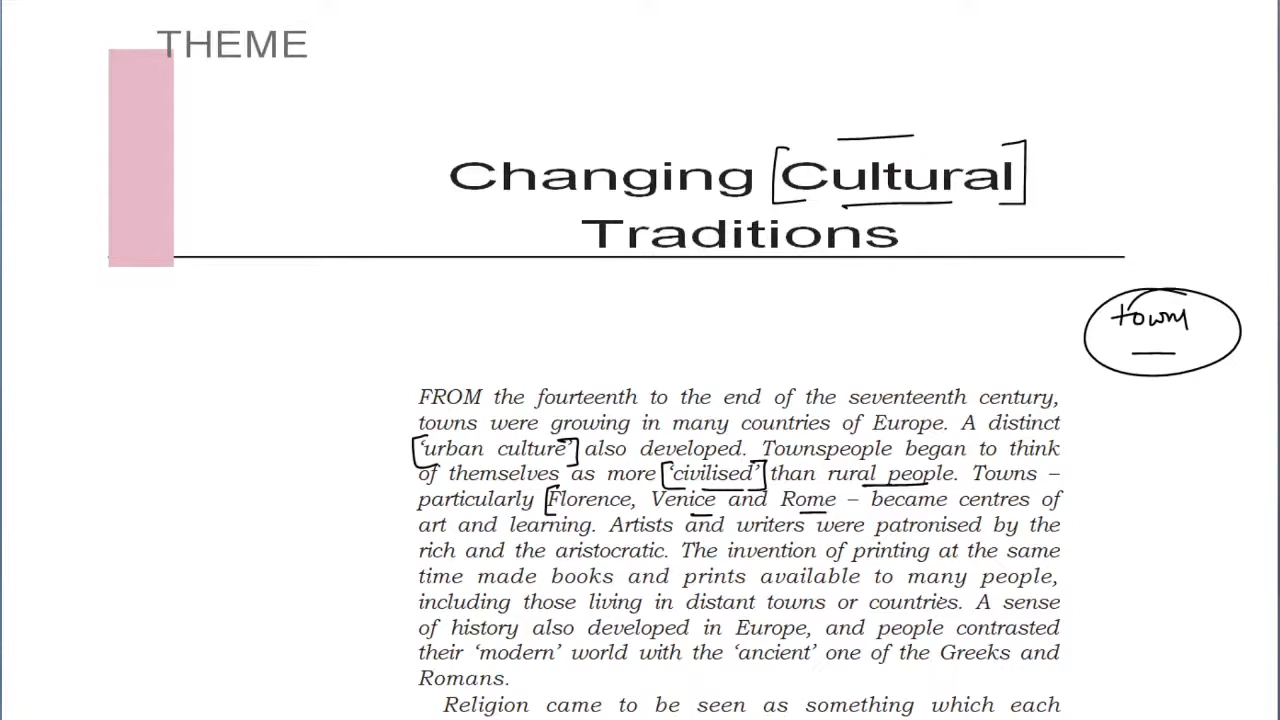 THEME
Changing Cultural
Traditions
town
FROM the fourteenth to the end of the seventeenth century,
towns were growing in many countries of Europe. A distinct
‘urban culture’ also developed. Townspeople began to think
of themselves as more ‘civilised’ than rural people. Towns –
particularly Florence, Venice and Rome – became centres of
art and learning. Artists and writers were patronised by the
rich and the aristocratic. The invention of printing at the same
time made books and prints available to many people,
including those living in distant towns or countries. A sense
of history also developed in Europe, and people contrasted
their ‘modern’ world with the ‘ancient’ one of the Greeks and
Romans.
Religion came to be seen as something which each